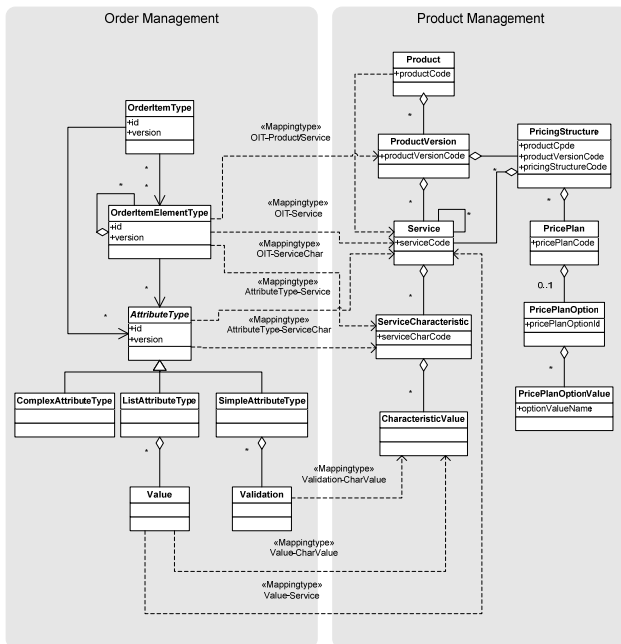 Order Management
Product Management
Product
+productCode
*
OrderItemType
+id
+version
«Mappingtype»
OIT-Product/Service
ProductVersion
+productVersionCode
PricingStructure
+productCode
+productVersionCode
+pricingStructureCode
*
*
*
*
*
*
OrderItemElementType
+id
+version
«Mappingtype»
OIT-Service
Service
+serviceCode
*
*
PricePlan
+pricePlanCode
«Mappingtype»
OIT-ServiceChar
*
«Mappingtype»
AttributeType-Service
*
0..1
*
AttributeType
+id
+version
«Mappingtype»
AttributeType-ServiceChar
ServiceCharacteristic
+serviceCharCode
PricePlanOption
+pricePlanOptionId
*
*
ComplexAttributeType
ListAttributeType
SimpleAttributeType
CharacteristicValue
PricePlanOptionValue
+optionValueName
*
*
«Mappingtype»
Validation-CharValue
Value
Validation
«Mappingtype»
Value-CharValue
«Mappingtype»
Value-Service